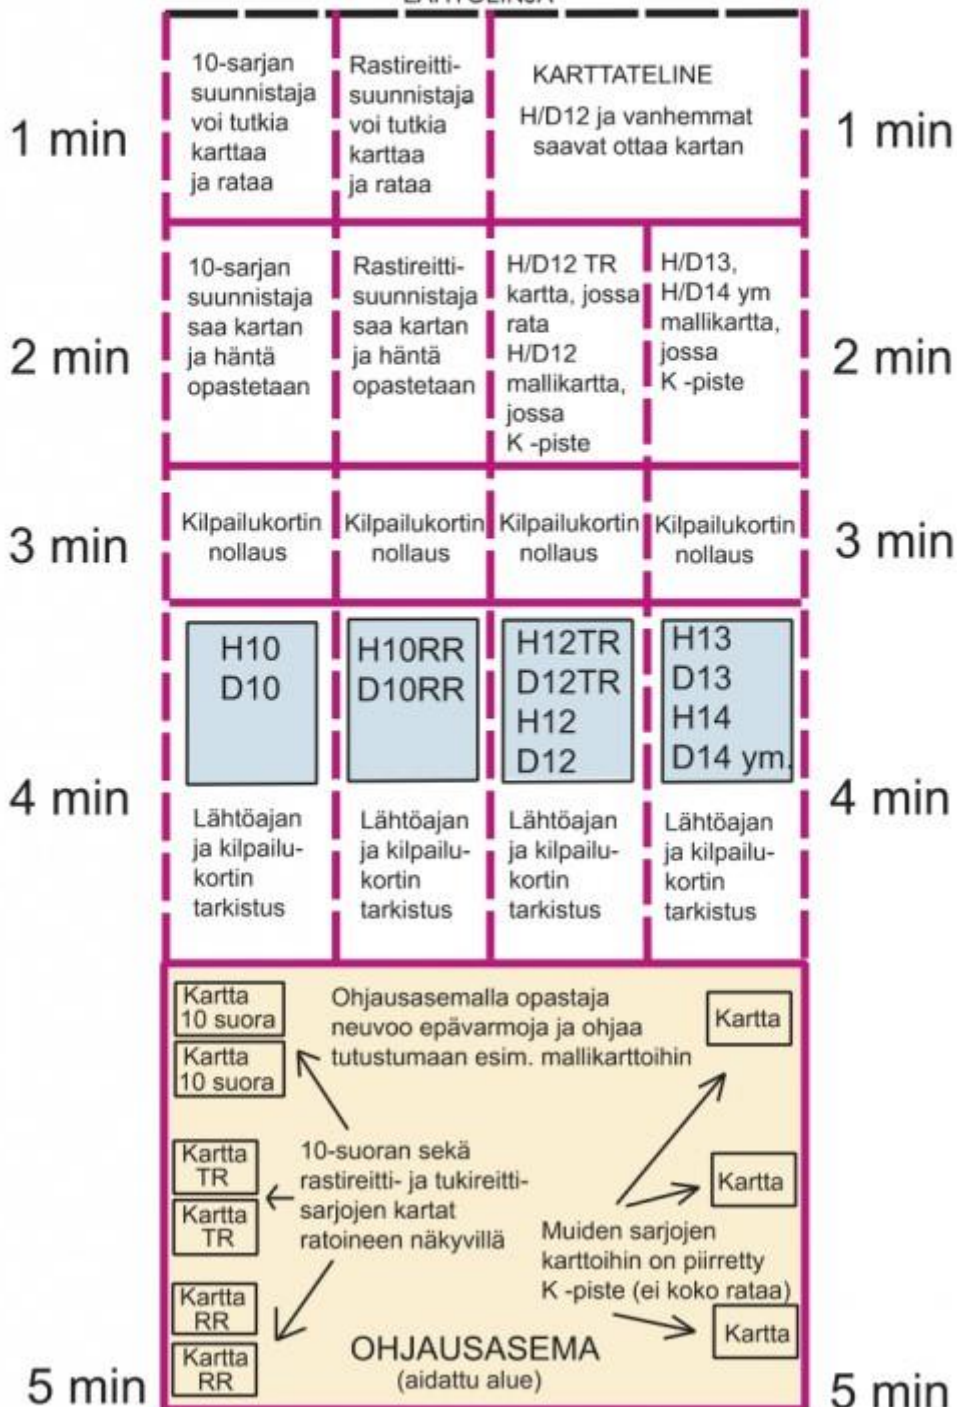 LÄHTÖLINJA
1 min
10-sarjan
suunnistaja
voi tutkia
karttaa
ja rataa
Rastireitti-
suunnistaja
voi tutkia
karttaa
ja rataa
KARTTATELINE
H/D12 ja vanhemmat
saavat ottaa kartan
1 min
2 min
10-sarjan
suunnistaja
saa kartan
ja häntä
opastetaan
Rastireitti-
suunnistaja
saa kartan
ja häntä
opastetaan
H/D12 TR
kartta, jossa
rata
H/D12
mallikartta,
jossa
K -piste
H/D13,
H/D14 ym
mallikartta,
jossa
K -piste
2 min
3 min
Kilpailukortin
nollaus
Kilpailukortin
nollaus
Kilpailukortin
nollaus
Kilpailukortin
nollaus
3 min
4 min
H10
D10
H10RR
D10RR
H12TR
D12TR
H12
D12
H13
D13
H14
D14 ym.
4 min
Lähtöajan
ja kilpailu-
kortin
tarkistus
Lähtöajan
ja kilpailu-
kortin
tarkistus
Lähtöajan
ja kilpailu-
kortin
tarkistus
Lähtöajan
ja kilpailu-
kortin
tarkistus
Kartta
10 suora
Kartta
10 suora
Ohjausasemalla opastaja
neuvoo epävarmoja ja ohjaa
tutustumaan esim. mallikarttoihin
Kartta
Kartta
TR
Kartta
TR
10-suoran sekä
rastireitti- ja tukireitti-
sarjojen kartat
ratoineen näkyvillä
Kartta
Muiden sarjojen
karttoihin on piirretty
K -piste (ei koko rataa)
Kartta
RR
Kartta
RR
Kartta
OHJAUSASEMA
(aidattu alue)
5 min
5 min